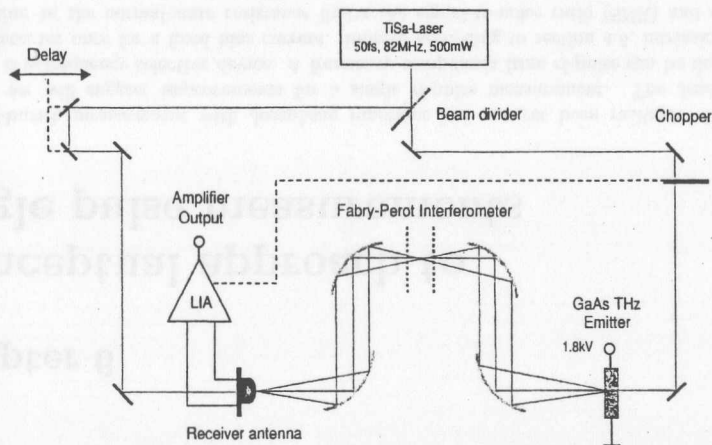 Delay
TiSa-Laser
50fs, 82MHz, 500mW
Beam divider
Chopper
Amplifier
Output
Fabry-Perot Interferometer
LIA
GaAs THz
Emitter
1.8kV
Receiver antenna